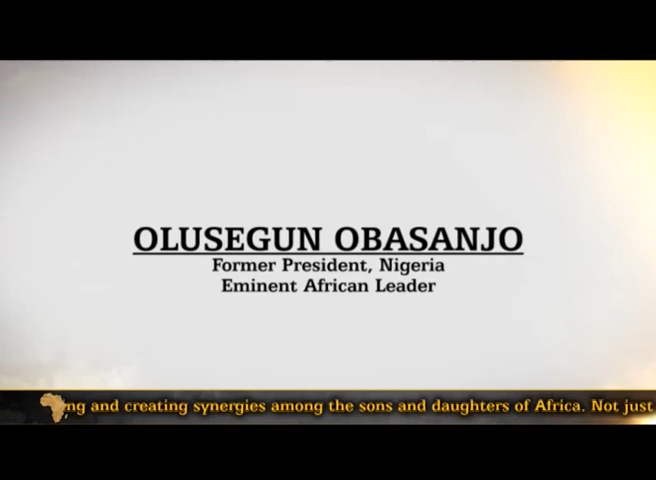 OLUSEGUN OBASANJO
Former President, Nigeria
Eminent African Leader
ng and creating synergies among the sons and daughters of Africa. Not just